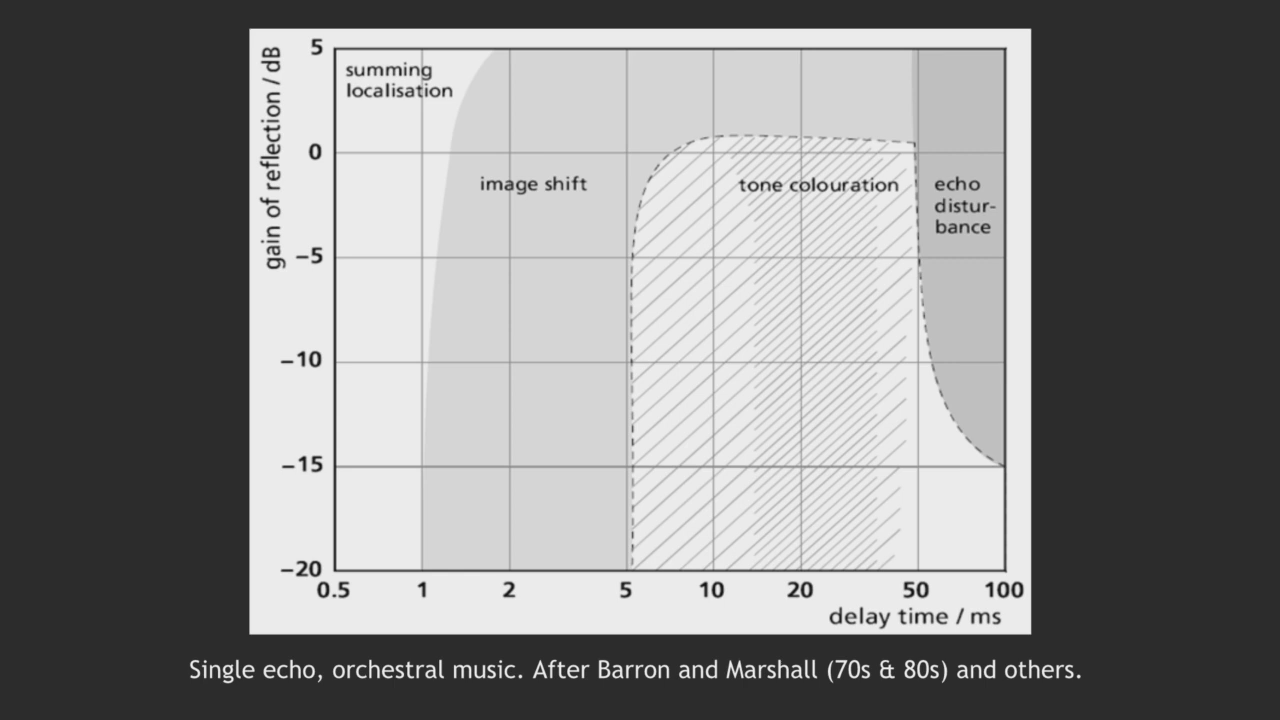 gain of reflection / dB
5
0
−5
−10
−15
−20
summing
localisation
image shift
tone colouration
echo
distur-
bance
0.5 1 2 5 10 20 50 100
delay time / ms
Single echo, orchestral music. After Barron and Marshall (70s & 80s) and others.